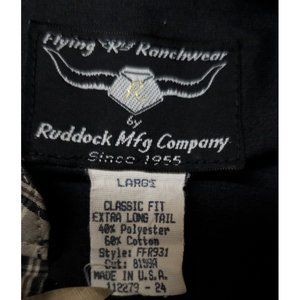 Flying "R" Ranchwear
R
by
Ruddock Mfg Company
Since 1955
LARGE
CLASSIC FIT
EXTRA LONG TAIL
40% Polyester
60% Cotton
Style: FFR931
Cut: 8199A
MADE IN U.S.A.
112279 - 24